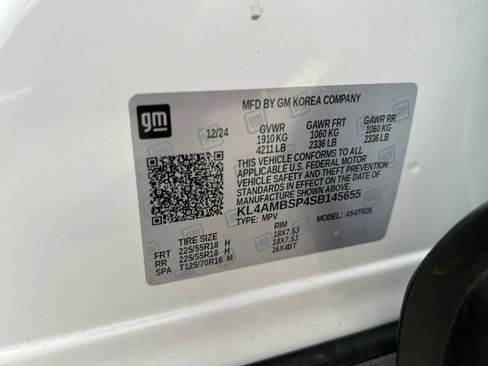 gm
MFD BY GM KOREA COMPANY
12/24 GVWR GAWR FRT GAWR RR
1910 KG 1060 KG 1060 KG
4211 LB 2336 LB 2336 LB
THIS VEHICLE CONFORMS TO ALL
APPLICABLE U.S. FEDERAL MOTOR
VEHICLE SAFETY AND THEFT PREVENTION
STANDARDS IN EFFECT ON THE DATE OF
MANUFACTURE SHOWN ABOVE.
KL4AMBSP4SB145655
TYPE: MPV MODEL: 4S4TR26
TIRE SIZE RIM
FRT 225/55R18 H 18X7.5J
RR 225/55R18 H 18X7.5J
SPA T125/70R16 M 16X4BT